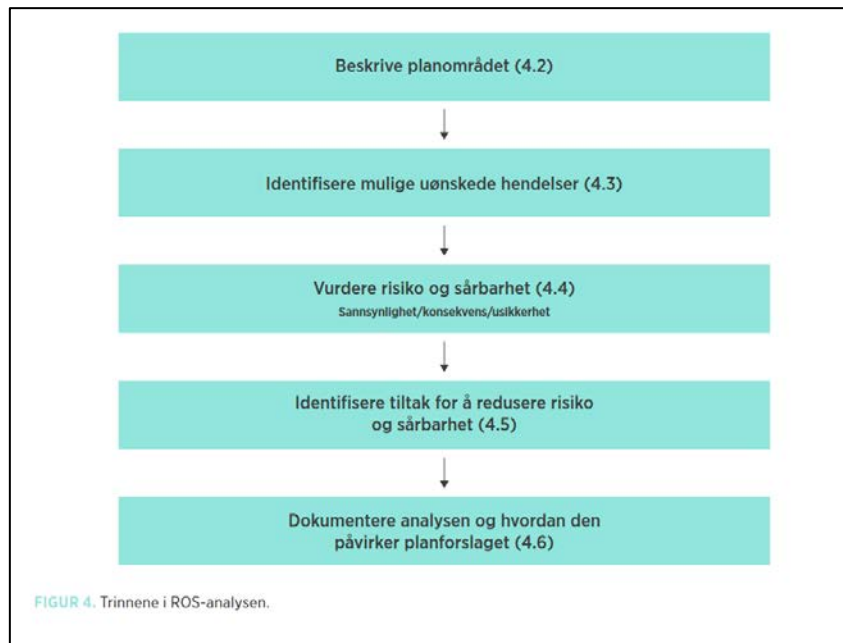 Beskrive planområdet (4.2)
Identifisere mulige uønskede hendelser (4.3)
Vurdere risiko og sårbarhet (4.4)
Sannsynlighet/konsekvens/usikkerhet
Identifisere tiltak for å redusere risiko
og sårbarhet (4.5)
Dokumentere analysen og hvordan den
påvirker planforslaget (4.6)
FIGUR 4. Trinnene i ROS-analysen.